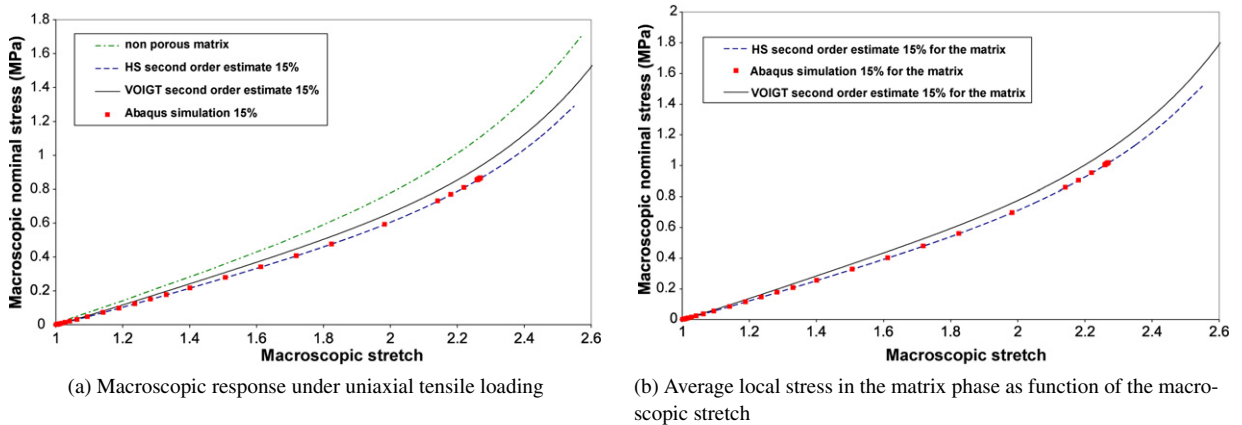 Macroscopic nominal stress (MPa)
1.8
1.6
1.4
1.2
1
0.8
0.6
0.4
0.2
0
non porous matrix
HS second order estimate 15%
VOIGT second order estimate 15%
Abaqus simulation 15%
1 1.2 1.4 1.6 1.8 2 2.2 2.4 2.6
Macroscopic stretch
(a) Macroscopic response under uniaxial tensile loading
Macroscopic nominal stress (MPa)
2
1.8
1.6
1.4
1.2
1
0.8
0.6
0.4
0.2
0
HS second order estimate 15% for the matrix
Abaqus simulation 15% for the matrix
VOIGT second order estimate 15% for the matrix
1 1.2 1.4 1.6 1.8 2 2.2 2.4 2.6
Macroscopic stretch
(b) Average local stress in the matrix phase as function of the macro-
scopic stretch